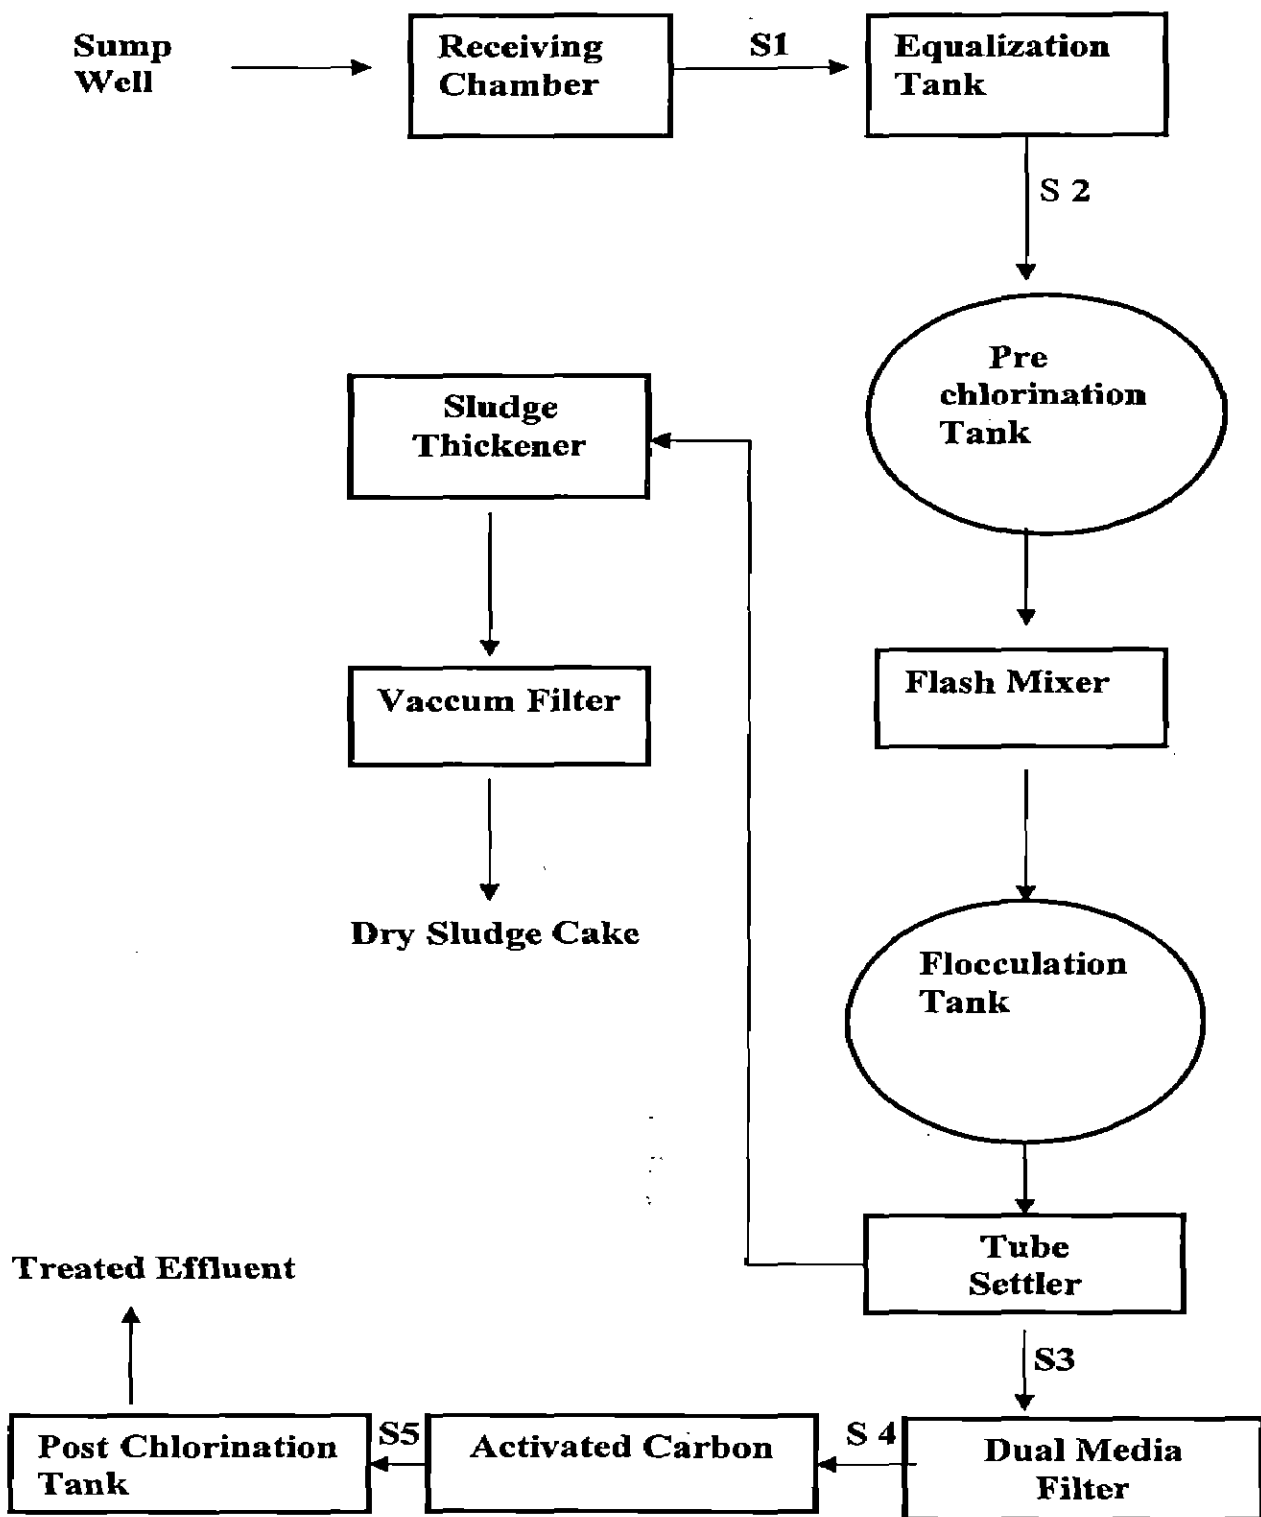 Sump
Well
Receiving
Chamber
S1
Equalization
Tank
S 2
Pre
chlorination
Tank
Sludge
Thickener
Vaccum Filter
Flash Mixer
Dry Sludge Cake
Flocculation
Tank
Treated Effluent
Tube
Settler
S3
Post Chlorination
Tank
S5
Activated Carbon
S 4
Dual Media
Filter